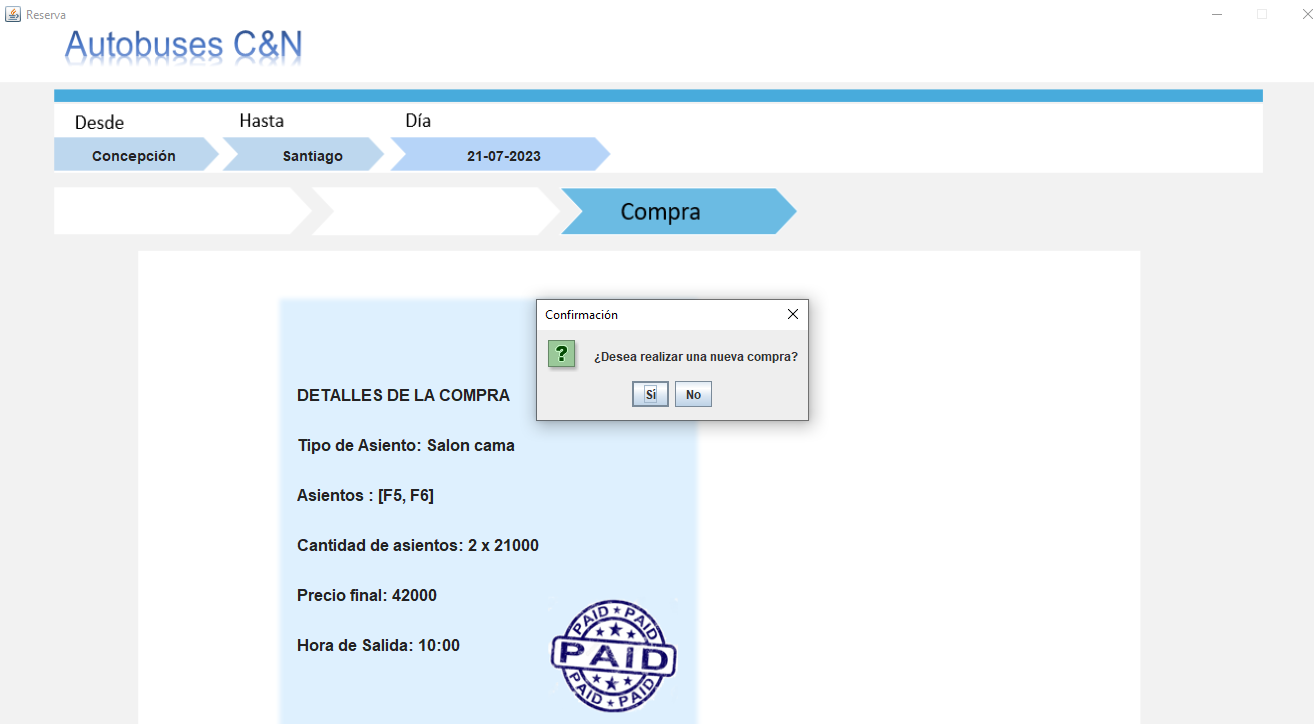 Reserva
Autobuses C&N
Desde Hasta Día
Concepción Santiago 21-07-2023
Compra
Confirmación
¿Desea realizar una nueva compra?
Sí No
DETALLES DE LA COMPRA
Tipo de Asiento: Salon cama
Asientos : [F5, F6]
Cantidad de asientos: 2 x 21000
Precio final: 42000
Hora de Salida: 10:00
PAID PAID PAID
PAID
PAID PAID PAID